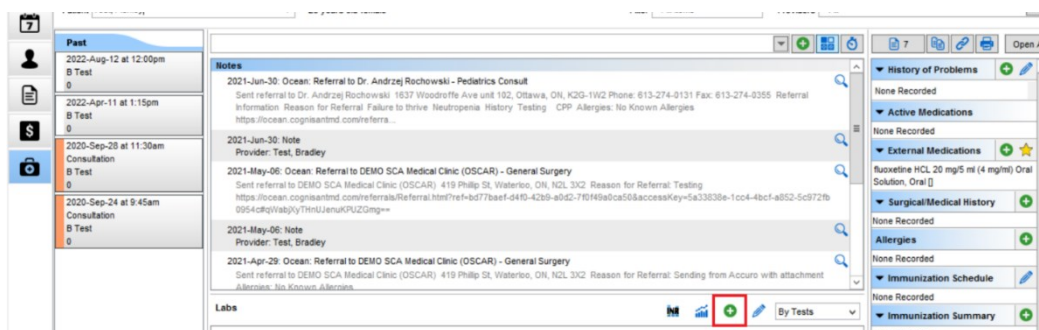 7
Past
2022-Aug-12 at 12:00pm
B Test
0
2022-Apr-11 at 1:15pm
B Test
0
2020-Sep-28 at 11:30am
Consultation
B Test
0
2020-Sep-24 at 9:45am
Consultation
B Test
0
Notes
2021-Jun-30: Ocean: Referral to Dr. Andrzej Rochowski - Pediatrics Consult
Sent referral to Dr. Andrzej Rochowski 1637 Woodroffe Ave unit 102, Ottawa, ON, K2G-1W2 Phone: 613-274-0131 Fax: 613-274-0355 Referral
Information Reason for Referral Failure to thrive Neutropenia History Testing CPP Allergies: No Known Allergies
https://ocean.cognisantmd.com/referra...
2021-Jun-30: Note
Provider: Test, Bradley
2021-May-06: Ocean: Referral to DEMO SCA Medical Clinic (OSCAR) - General Surgery
Sent referral to DEMO SCA Medical Clinic (OSCAR) 419 Phillip St, Waterloo, ON, N2L 3X2 Reason for Referral: Testing
https://ocean.cognisantmd.com/referrals/Referral.html?ref=bd77baef-d4f0-42b9-a0d2-7f0f49a0ca50&accessKey=5a33838e-1cc4-4bcf-a852-5c972fb
0954c#qWabjXyTHnUJenuKPUZGmg==
2021-May-06: Note
Provider: Test, Bradley
2021-Apr-29: Ocean: Referral to DEMO SCA Medical Clinic (OSCAR) - General Surgery
Sent referral to DEMO SCA Medical Clinic (OSCAR) 419 Phillip St, Waterloo, ON, N2L 3X2 Reason for Referral: Sending from Accuro with attachment
Allergies: No Known Allergies
Labs
By Tests
7
Open
History of Problems
None Recorded
Active Medications
None Recorded
External Medications
fluoxetine HCL 20 mg/5 ml (4 mg/ml) Oral
Solution, Oral []
Surgical/Medical History
None Recorded
Allergies
None Recorded
Immunization Schedule
None Recorded
Immunization Summary